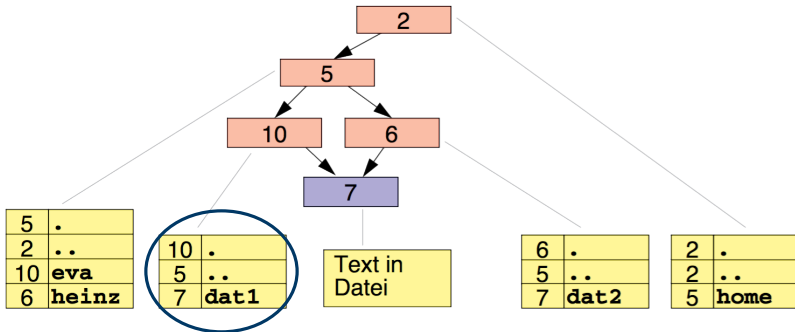 2
5
10 6
7
5 .
2 ..
10 eva
6 heinz
10 .
5 ..
7 dat1
Text in
Datei
6 .
5 ..
7 dat2
2 .
2 ..
5 home